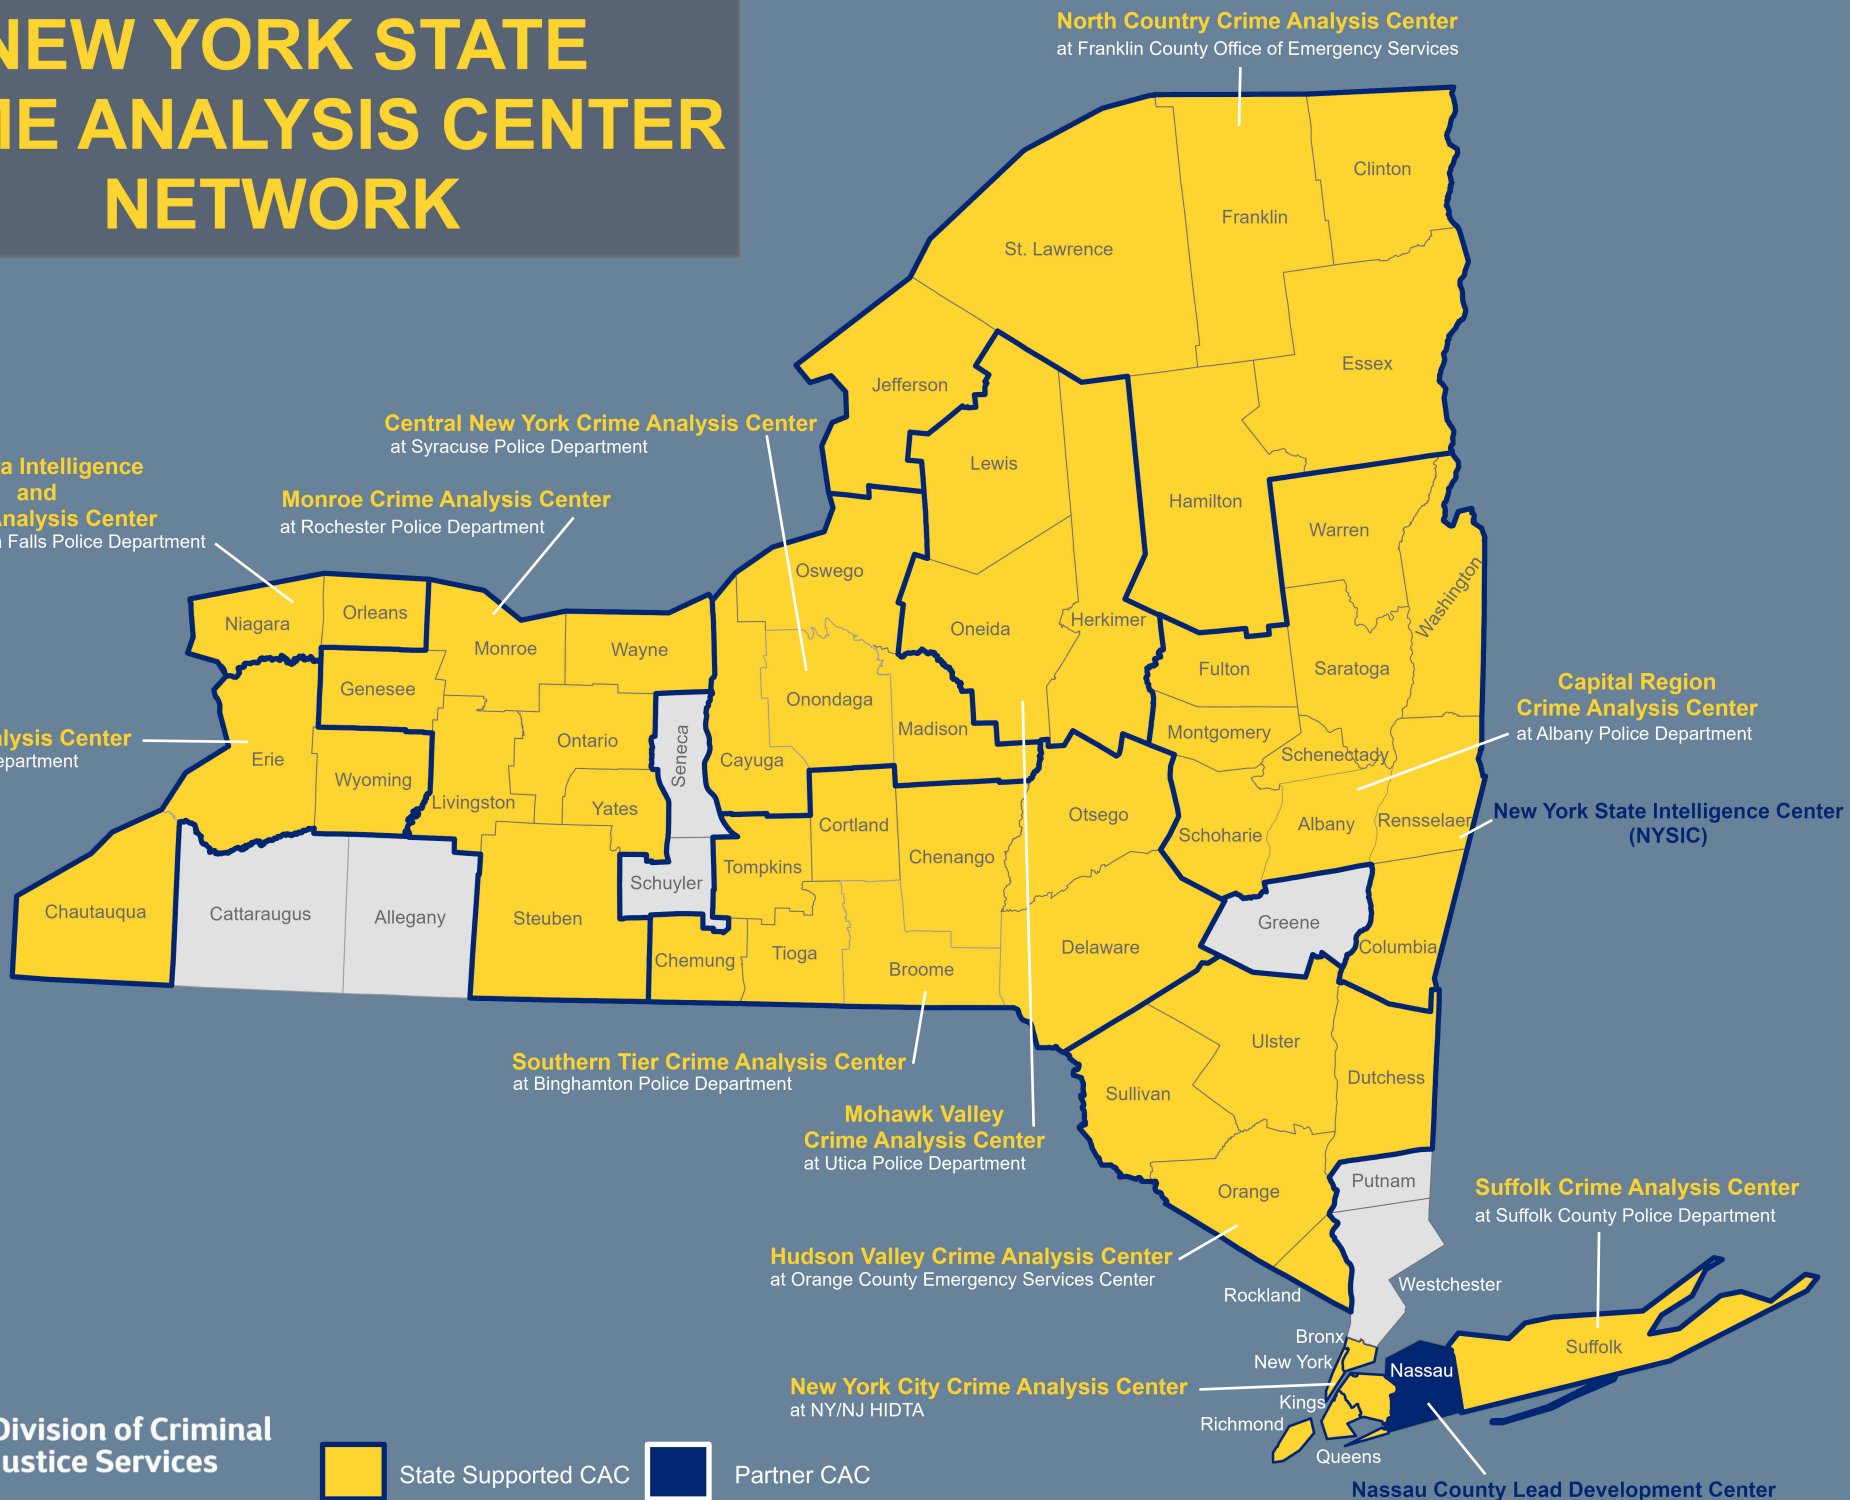 NEW YORK STATE
ME ANALYSIS CENTER
NETWORK
North Country Crime Analysis Center
at Franklin County Office of Emergency Services
Clinton
Franklin
St. Lawrence
Essex
Jefferson
Central New York Crime Analysis Center
at Syracuse Police Department
Lewis
Hamilton
a Intelligence
and
Analysis Center
Falls Police Department
Monroe Crime Analysis Center
at Rochester Police Department
Warren
Washington
Oswego
Niagara
Orleans
Oneida
Herkimer
Monroe
Wayne
Fulton
Saratoga
Genesee
Onondaga
Madison
Capital Region
Crime Analysis Center
at Albany Police Department
alysis Center
epartment
Erie
Wyoming
Ontario
Seneca
Cayuga
Montgomery
Schenectady
Livingston
Yates
Cortland
Otsego
Schoharie
Albany
Rensselaer
New York State Intelligence Center
(NYSIC)
Tompkins
Chenango
Chautauqua
Cattaraugus
Allegany
Steuben
Schuyler
Greene
Chemung
Tioga
Broome
Delaware
Columbia
Southern Tier Crime Analysis Center
at Binghamton Police Department
Ulster
Dutchess
Sullivan
Mohawk Valley
Crime Analysis Center
at Utica Police Department
Orange
Putnam
Suffolk Crime Analysis Center
at Suffolk County Police Department
Hudson Valley Crime Analysis Center
at Orange County Emergency Services Center
Rockland
Westchester
Bronx
New York
Nassau
Suffolk
New York City Crime Analysis Center
at NY/NJ HIDTA
Kings
Richmond
Queens
Division of Criminal
ustice Services
State Supported CAC
Partner CAC
Nassau County Lead Development Center